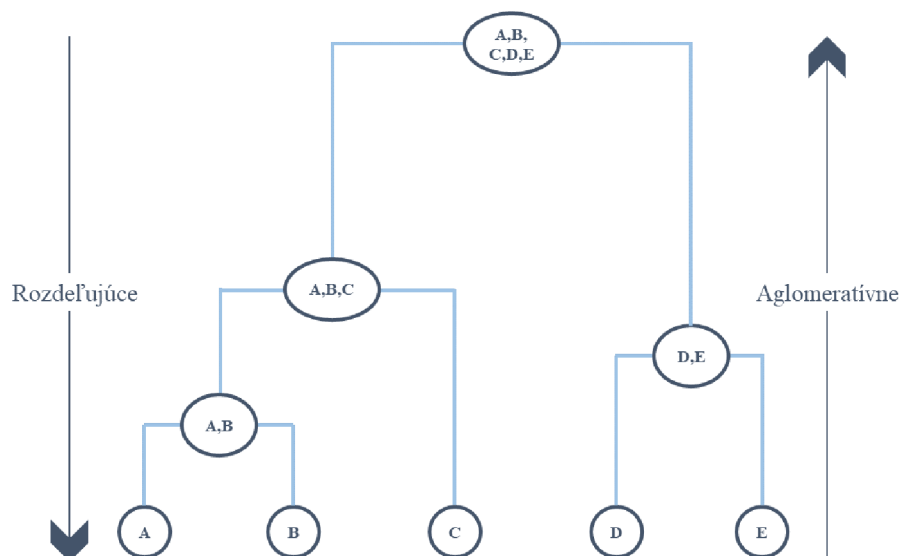 A,B,
C,D,E
Rozdeľujúce
A,B,C
Aglomeratívne
D,E
A,B
A
B
C
D
E